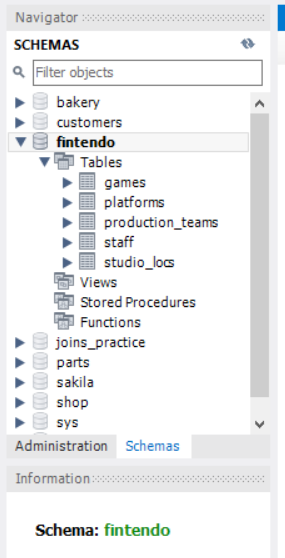 Navigator
SCHEMAS
Filter objects
bakery
customers
fintendo
Tables
games
platforms
production_teams
staff
studio_locs
Views
Stored Procedures
Functions
joins_practice
parts
sakila
shop
sys
Administration Schemas
Information
Schema: fintendo